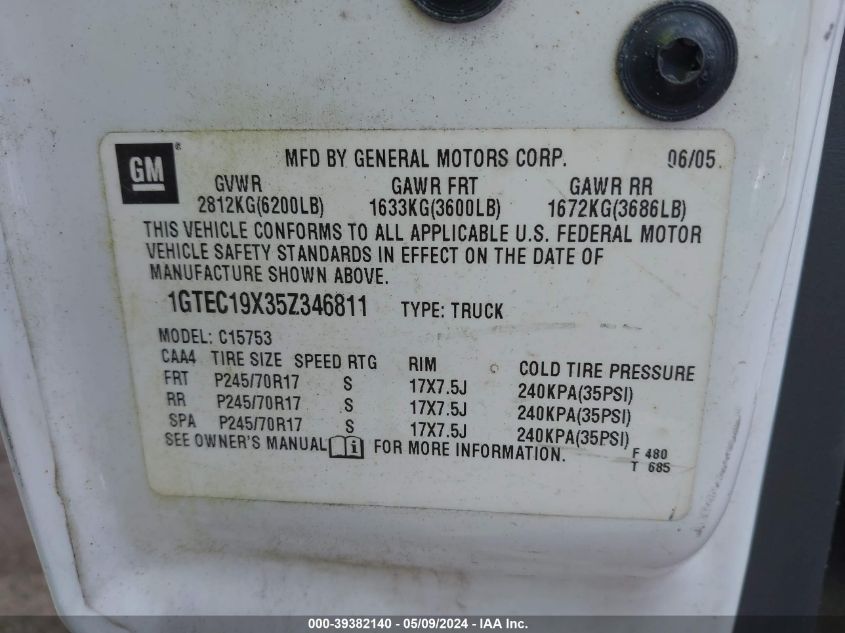 GM ® MFD BY GENERAL MOTORS CORP. 06/05
GVWR GAWR FRT GAWR RR
2812KG(6200LB) 1633KG(3600LB) 1672KG(3686LB)
THIS VEHICLE CONFORMS TO ALL APPLICABLE U.S. FEDERAL MOTOR
VEHICLE SAFETY STANDARDS IN EFFECT ON THE DATE OF
MANUFACTURE SHOWN ABOVE.
1GTEC19X35Z346811 TYPE: TRUCK
MODEL: C15753
CAA4 TIRE SIZE SPEED RTG RIM COLD TIRE PRESSURE
FRT P245/70R17 S 17X7.5J 240KPA(35PSI)
RR P245/70R17 S 17X7.5J 240KPA(35PSI)
SPA P245/70R17 S 17X7.5J 240KPA(35PSI)
SEE OWNER'S MANUAL i FOR MORE INFORMATION. F 480
T 685
000-39382140 - 05/09/2024 - IAA Inc.